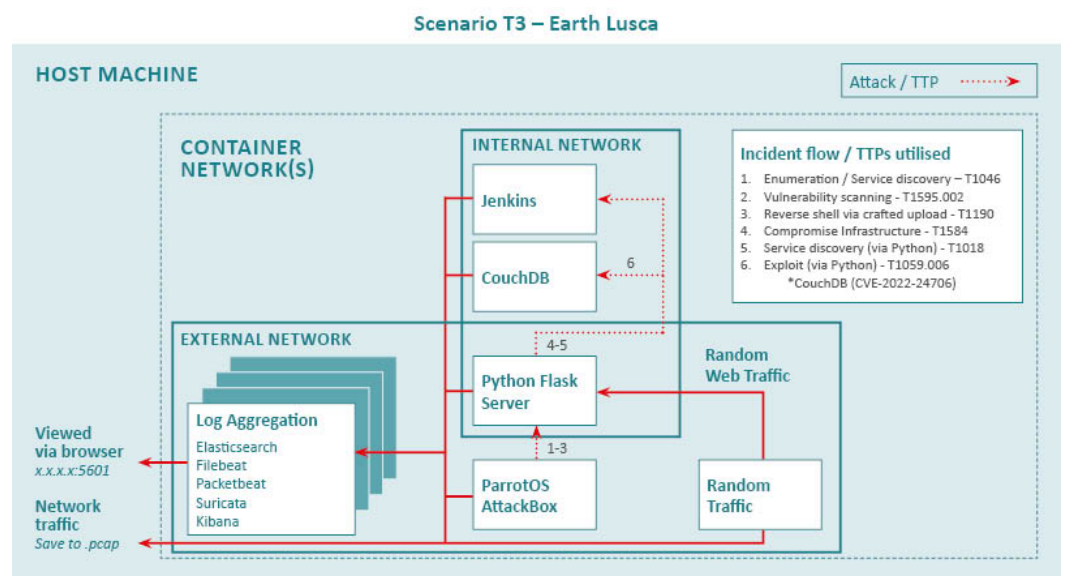 Scenario T3 – Earth Lusca
HOST MACHINE
Attack / TTP
CONTAINER
NETWORK(S)
INTERNAL NETWORK
Jenkins
CouchDB
6
Incident flow / TTPs utilised
1. Enumeration / Service discovery – T1046
2. Vulnerability scanning - T1595.002
3. Reverse shell via crafted upload - T1190
4. Compromise Infrastructure - T1584
5. Service discovery (via Python) - T1018
6. Exploit (via Python) - T1059.006
*CouchDB (CVE-2022-24706)
EXTERNAL NETWORK
4-5
Python Flask
Server
Random
Web Traffic
Log Aggregation
Elasticsearch
Filebeat
Packetbeat
Suricata
Kibana
1-3
ParrotOS
AttackBox
Random
Traffic
Viewed
via browser
x.x.x.x:5601
Network
traffic
Save to .pcap